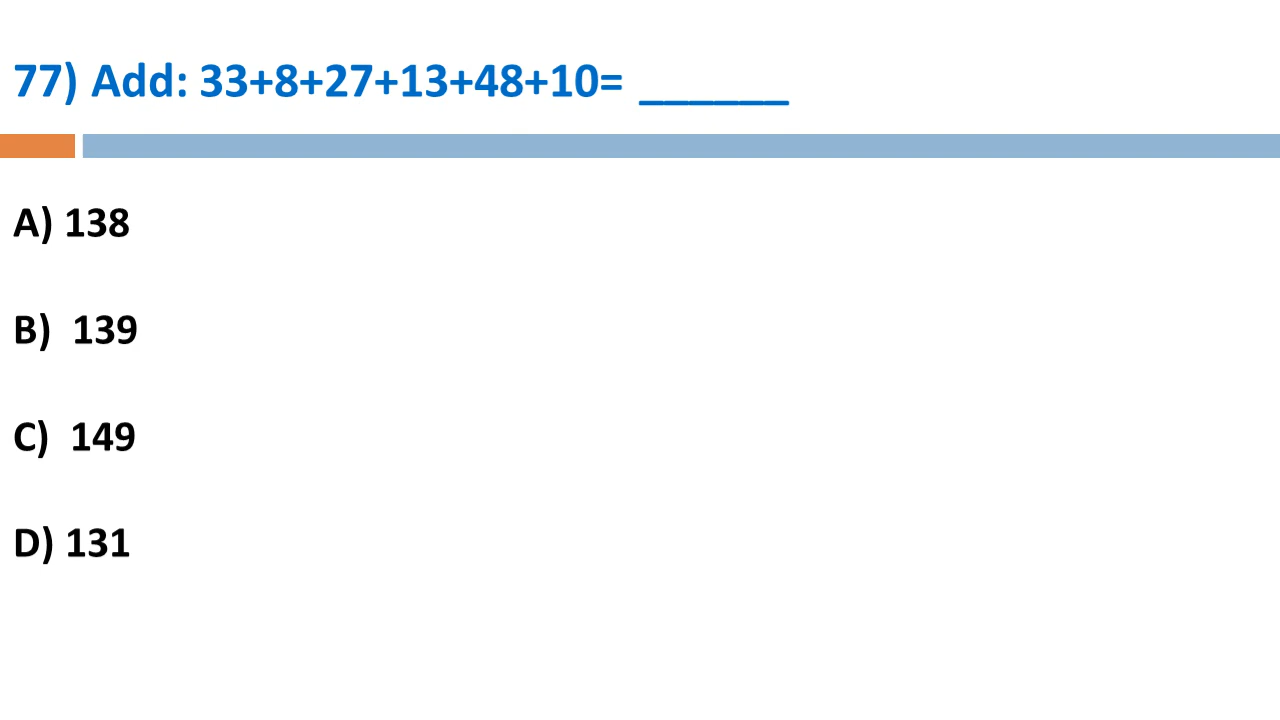 77) Add: 33+8+27+13+48+10= ______
A) 138
B) 139
C) 149
D) 131